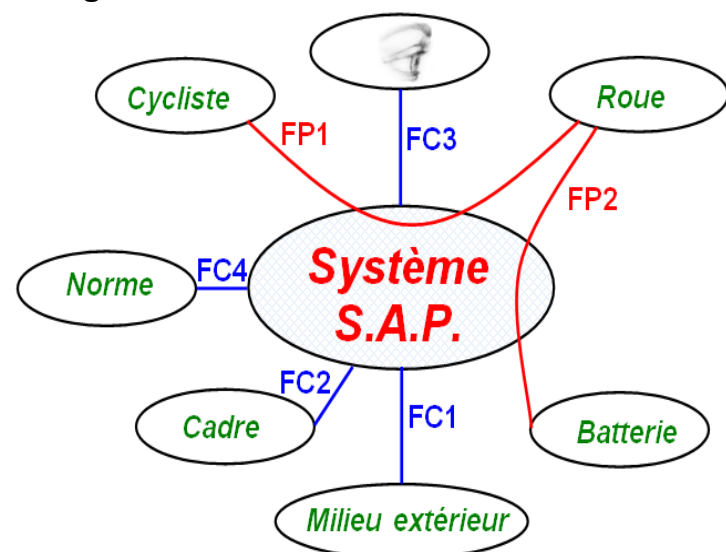 Cycliste
Roue
FP1
FC3
FP2
Système
S.A.P.
Norme
FC4
FC2
FC1
Cadre
Batterie
Milieu extérieur